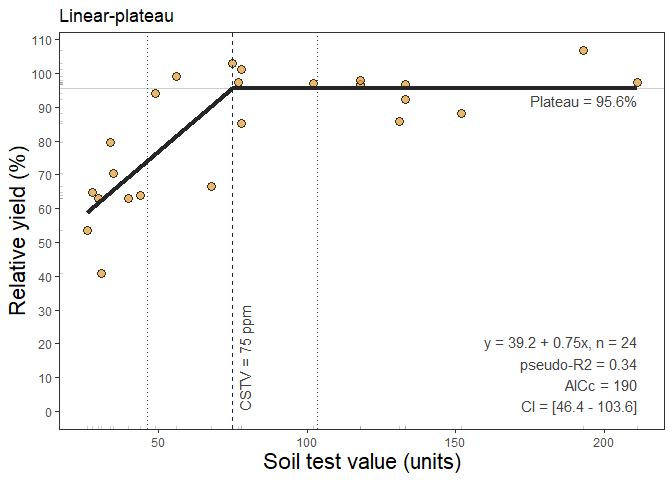 Linear-plateau
110
100
90
80
70
60
50
40
30
20
10
0
Relative yield (%)
Plateau = 95.6%
CSTV = 75 ppm
y = 39.2 + 0.75x, n = 24
pseudo-R2 = 0.34
AICc = 190
CI = [46.4 - 103.6]
50
100
150
200
Soil test value (units)